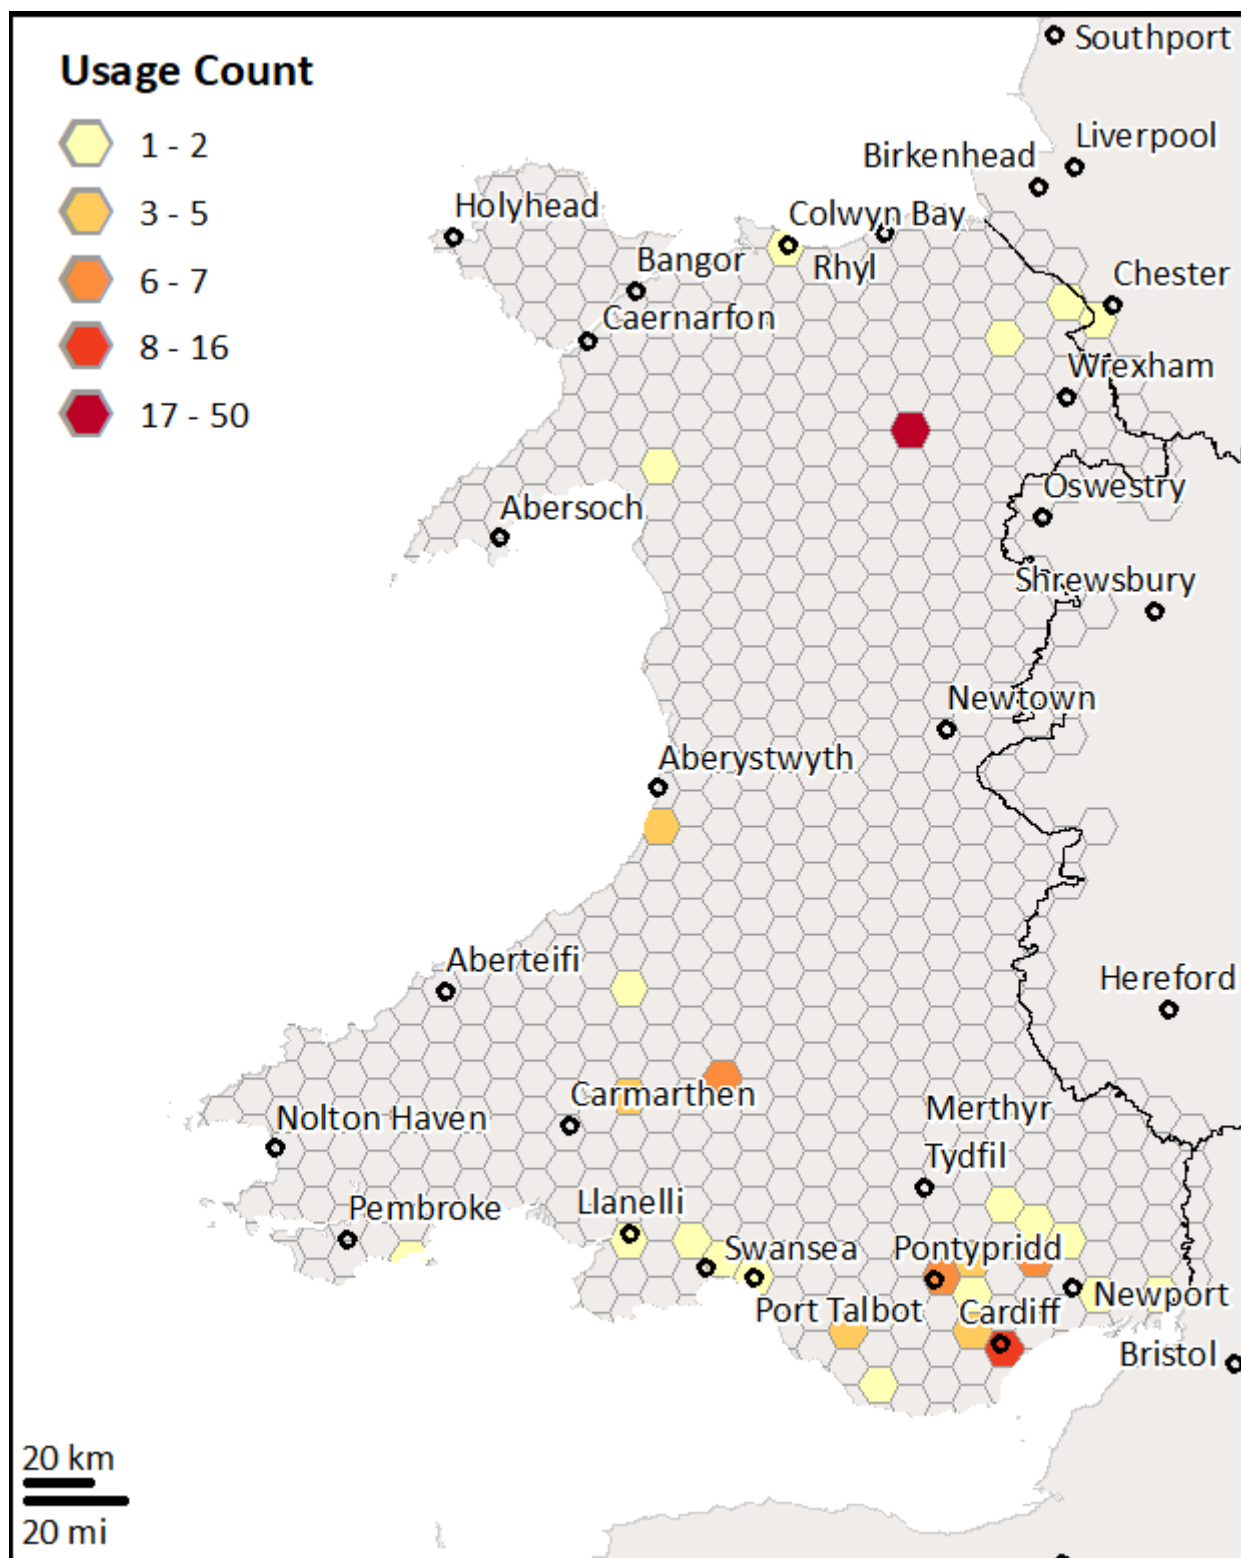 Usage Count
1 - 2
3 - 5
6 - 7
8 - 16
17 - 50
Southport
Liverpool
Birkenhead
Holyhead
Colwyn Bay
Bangor
Rhyl
Chester
Caernarfon
Wrexham
Oswestry
Abersoch
Shrewsbury
Newtown
Aberystwyth
Aberteifi
Hereford
Carmarthen
Merthyr
Tydfil
Nolton Haven
Pembroke
Llanelli
Swansea
Pontypridd
Port Talbot
Cardiff
Newport
Bristol
20 km
20 mi